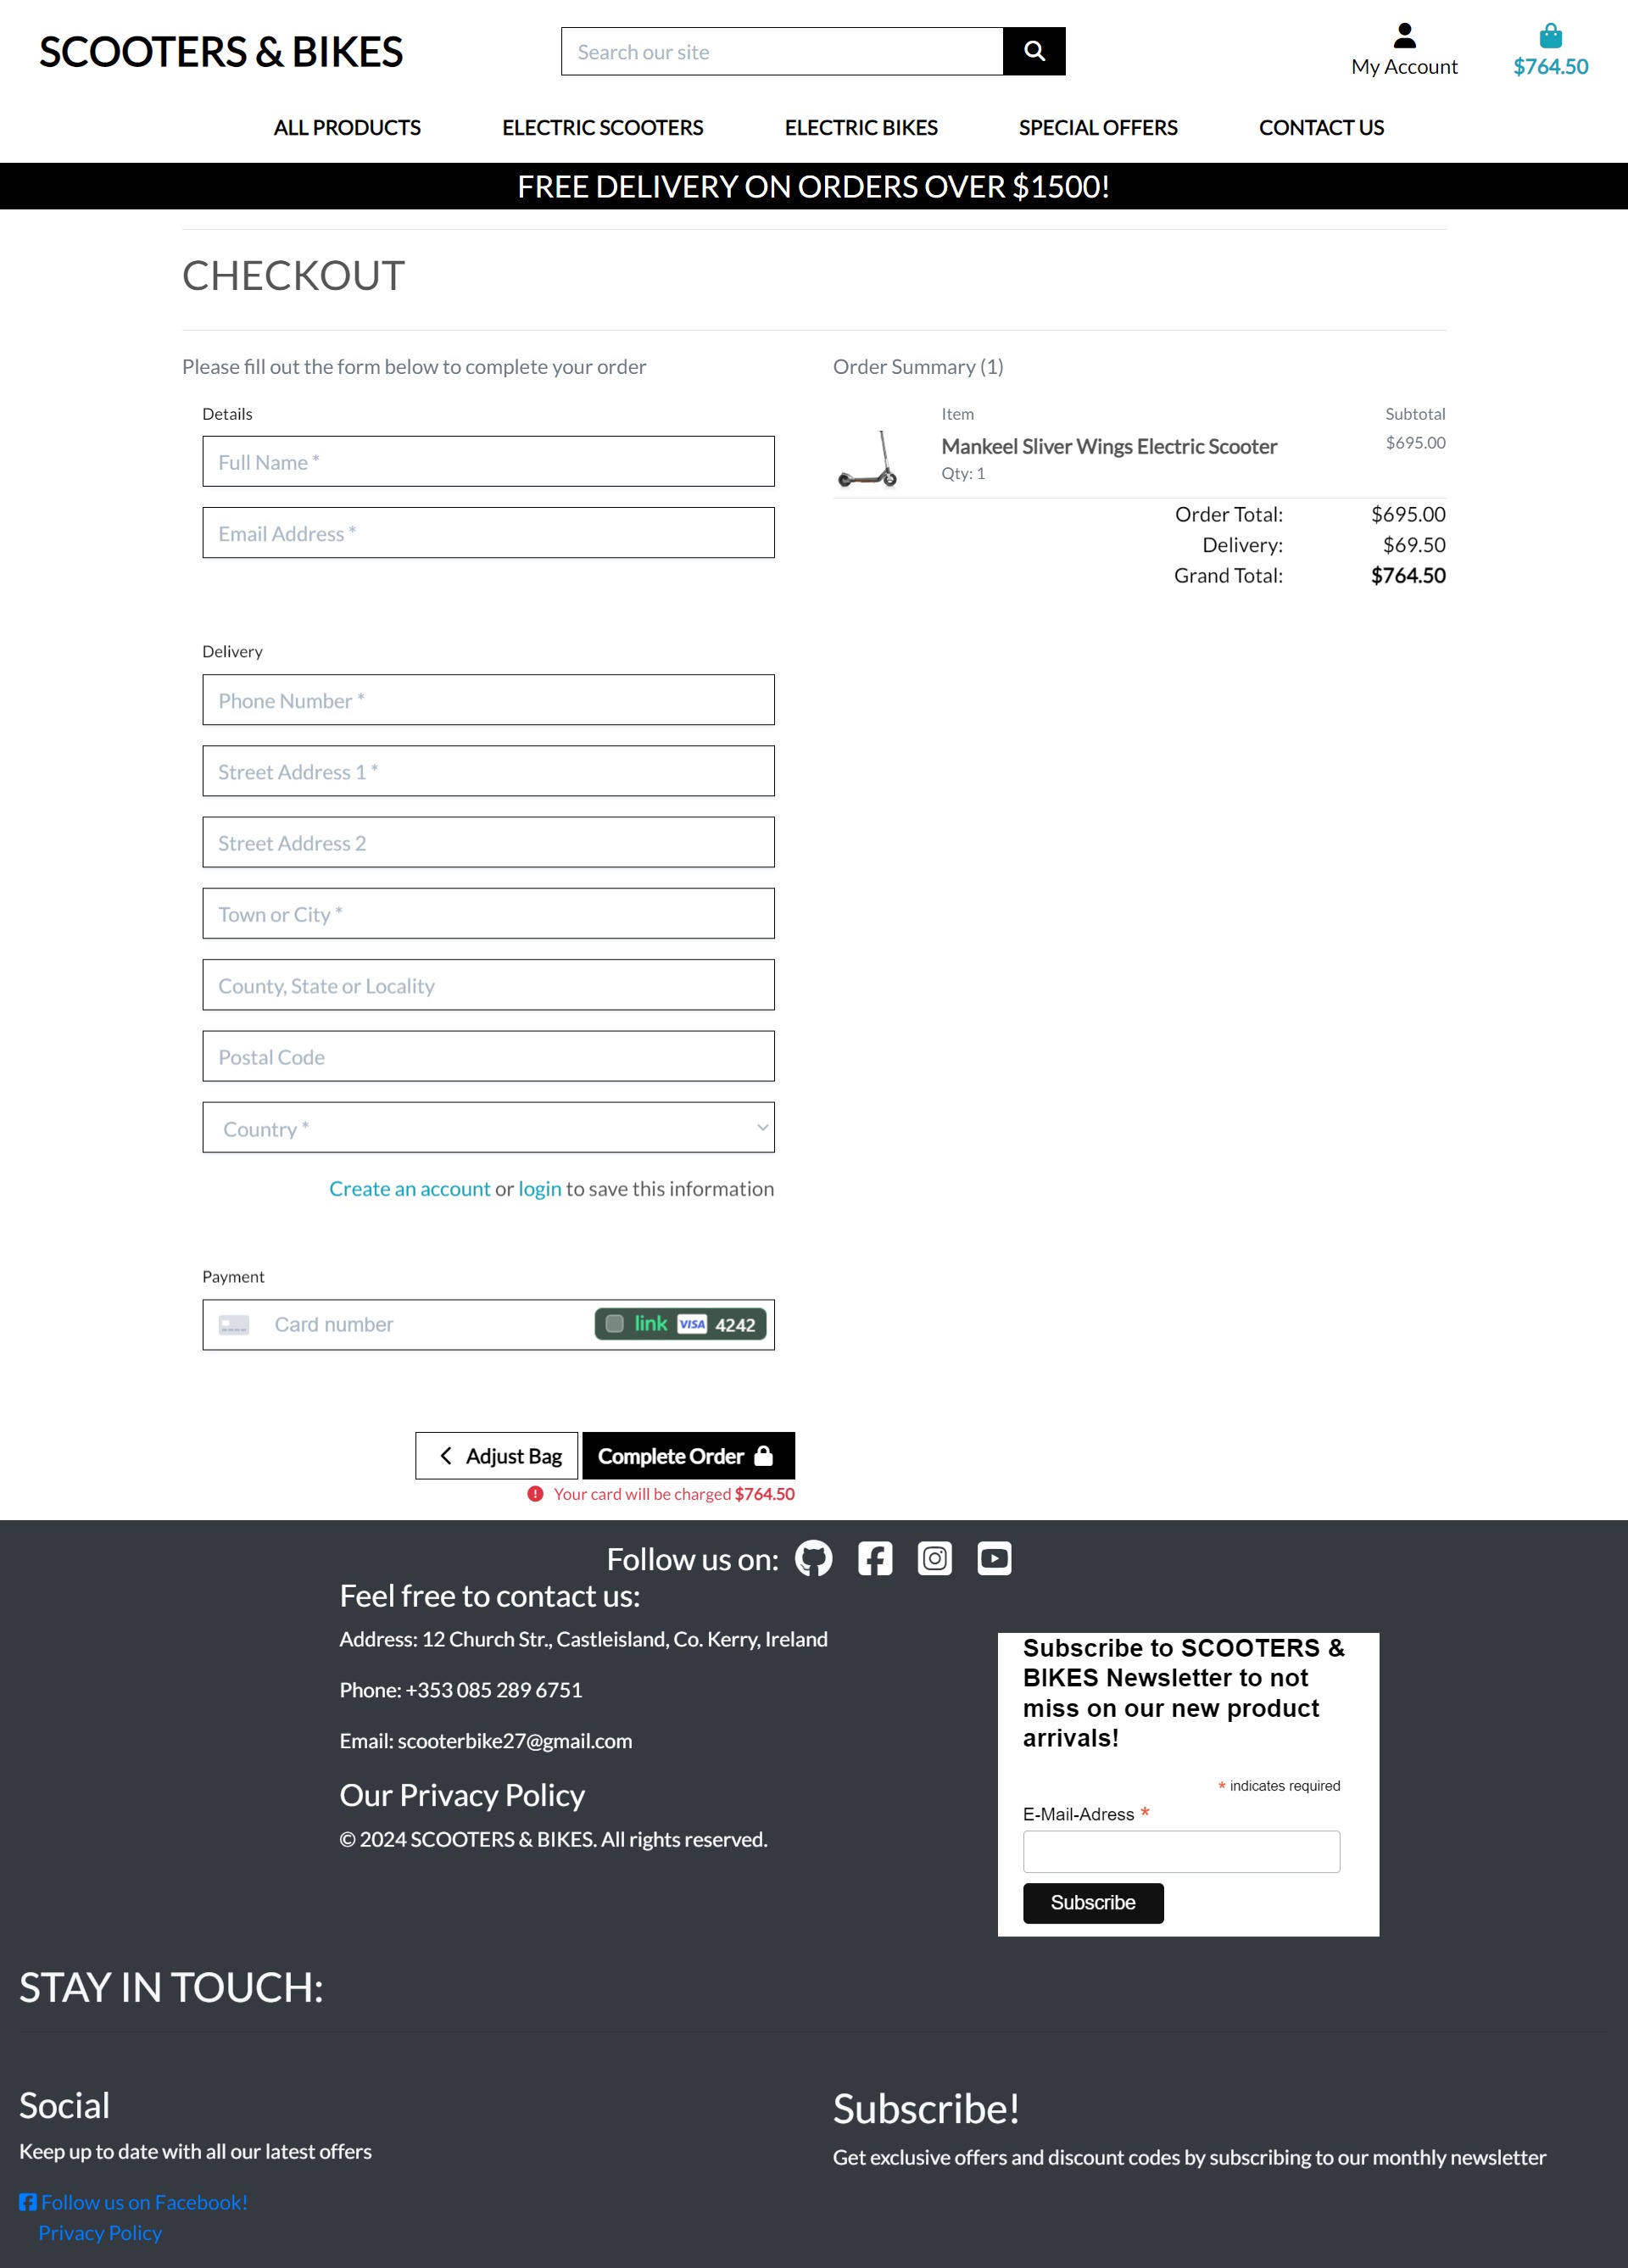 SCOOTERS & BIKES
Search our site
My Account
$764.50
ALL PRODUCTS
ELECTRIC SCOOTERS
ELECTRIC BIKES
SPECIAL OFFERS
CONTACT US
FREE DELIVERY ON ORDERS OVER $1500!
CHECKOUT
Please fill out the form below to complete your order
Details
Full Name *
Email Address *
Delivery
Phone Number *
Street Address 1 *
Street Address 2
Town or City *
County, State or Locality
Postal Code
Country *
Create an account or login to save this information
Payment
Card number
link VISA 4242
Adjust Bag
Complete Order
Your card will be charged $764.50
Order Summary (1)
Item Subtotal
Mankeel Sliver Wings Electric Scooter $695.00
Qty: 1
Order Total: $695.00
Delivery: $69.50
Grand Total: $764.50
Follow us on:
Feel free to contact us:
Address: 12 Church Str., Castleisland, Co. Kerry, Ireland
Phone: +353 085 289 6751
Email: scooterbike27@gmail.com
Our Privacy Policy
© 2024 SCOOTERS & BIKES. All rights reserved.
Subscribe to SCOOTERS &
BIKES Newsletter to not
miss on our new product
arrivals!
* indicates required
E-Mail-Adress *
Subscribe
STAY IN TOUCH:
Social
Keep up to date with all our latest offers
Follow us on Facebook!
Privacy Policy
Subscribe!
Get exclusive offers and discount codes by subscribing to our monthly newsletter